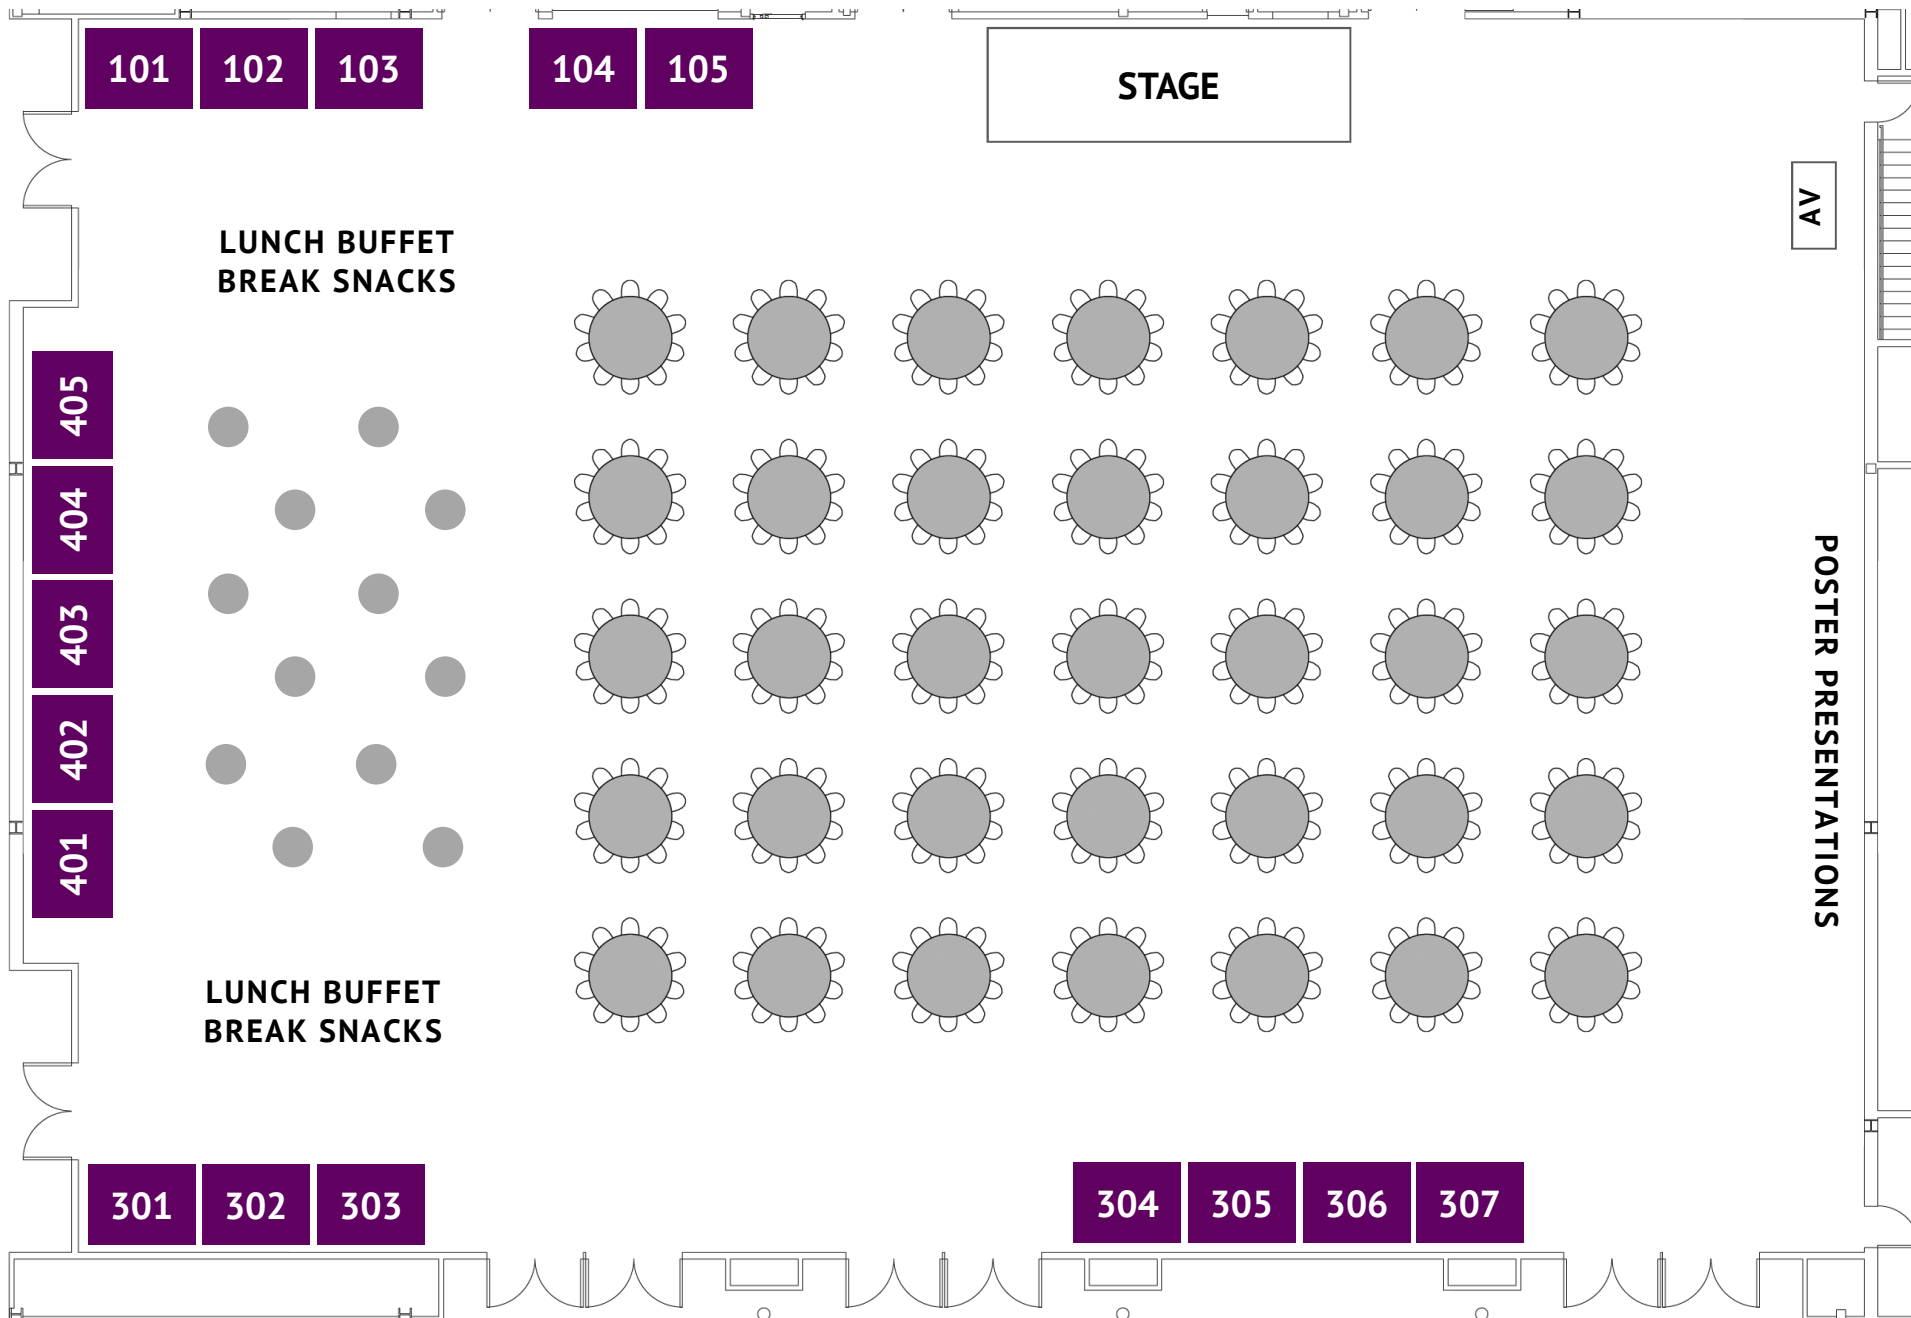 101 102 103 104 105
STAGE
AV
LUNCH BUFFET
BREAK SNACKS
405
404
403
402
401
POSTER PRESENTATIONS
LUNCH BUFFET
BREAK SNACKS
301 302 303 304 305 306 307